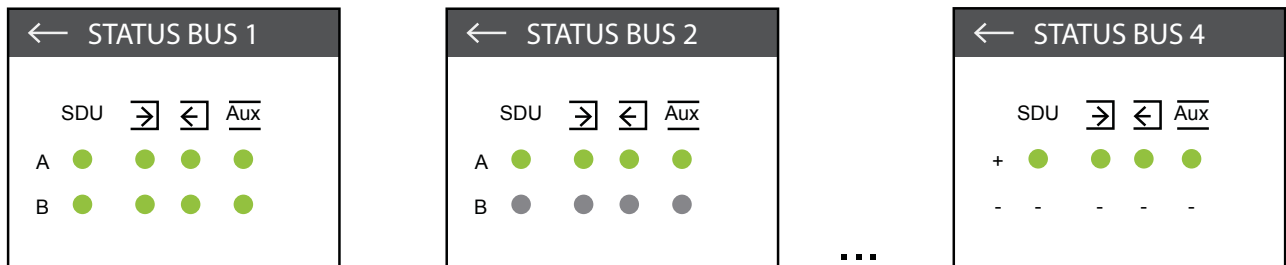 STATUS BUS 1
SDU Aux
A
B
STATUS BUS 2
SDU Aux
A
B
...
STATUS BUS 4
SDU Aux
+
- - - - -